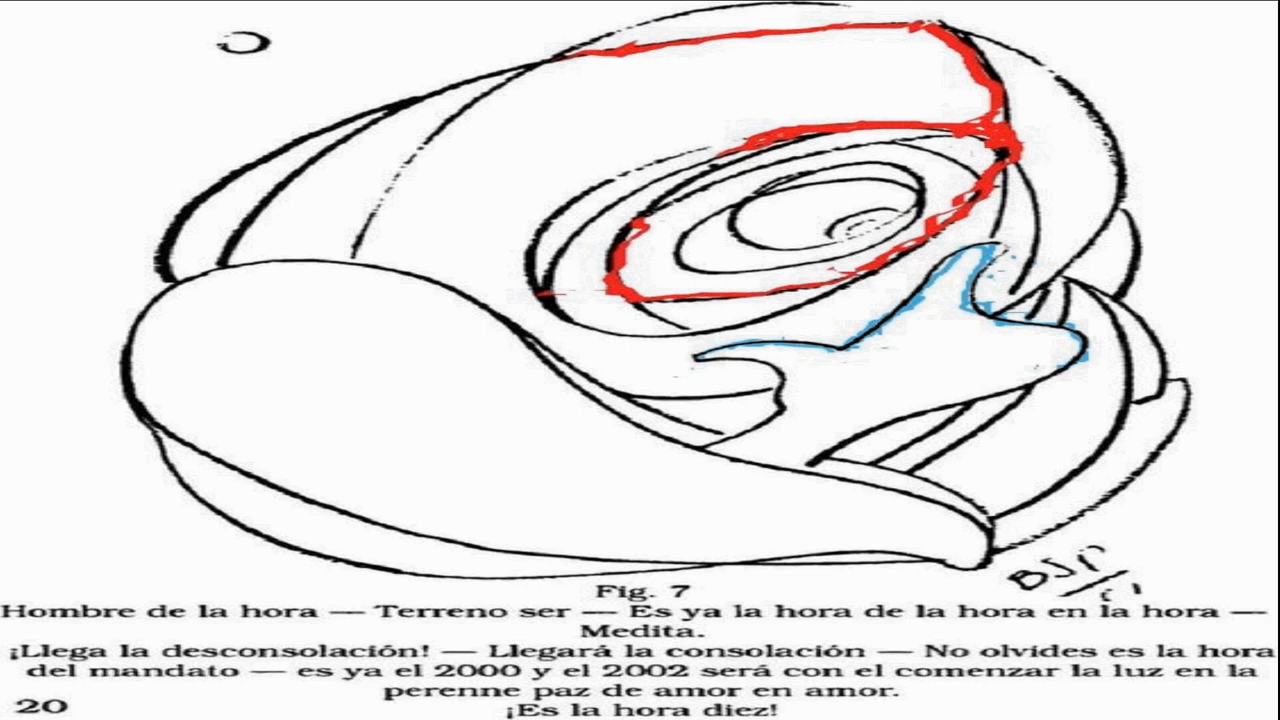 Fig. 7
Hombre de la hora — Terreno ser — Es ya la hora de la hora en la hora —
Medita.
¡Llega la desconsolación! — Llegará la consolación — No olvides es la hora
del mandato — es ya el 2000 y el 2002 será con el comenzar la luz en la
perenne paz de amor en amor.
20
¡Es la hora diez!